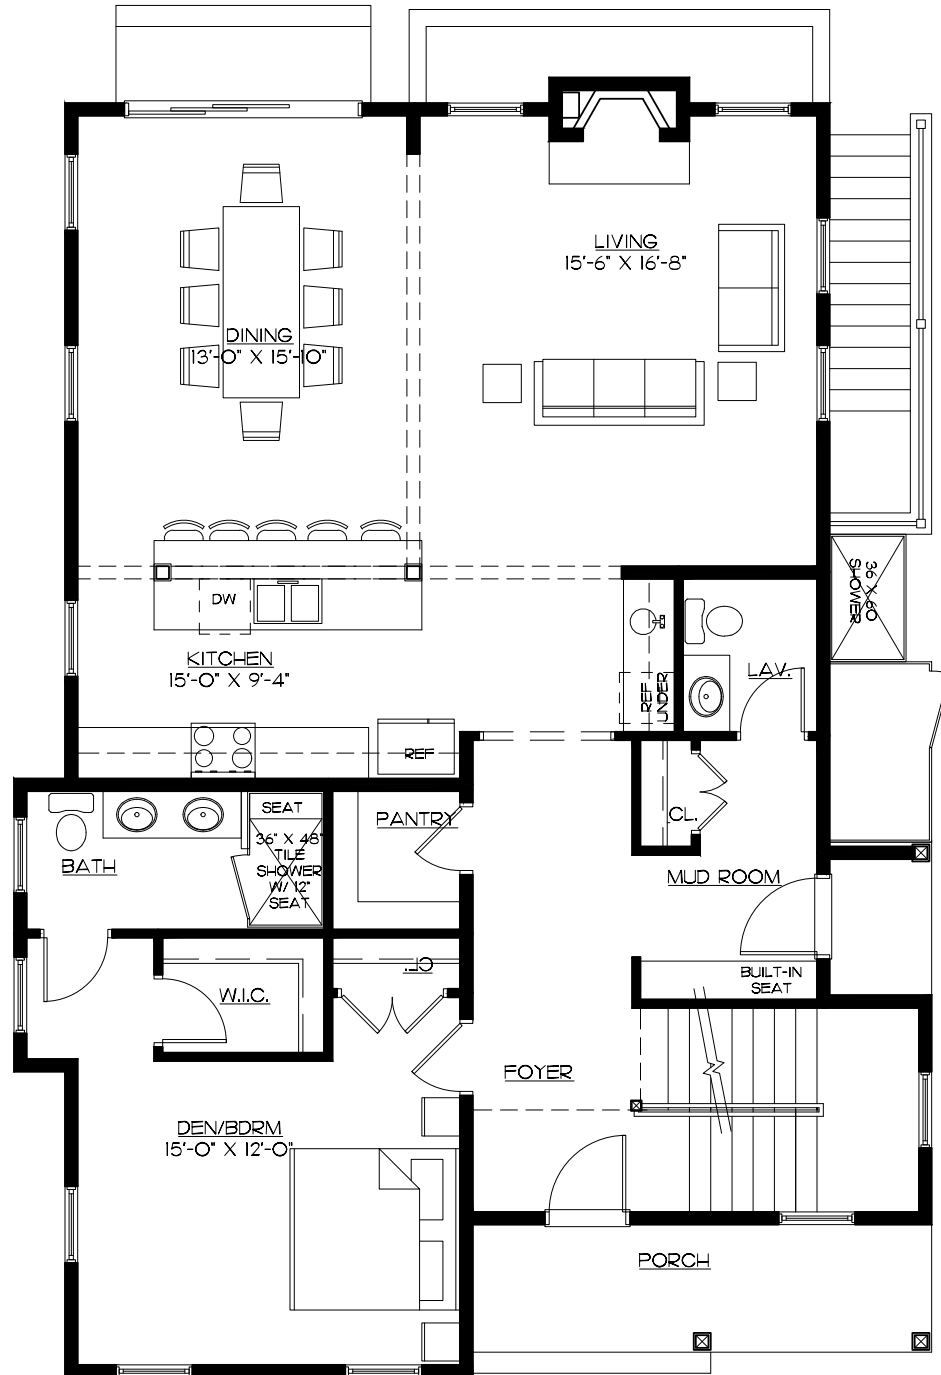 LIVING
15'-6" X 16'-8"
DINING
13'-0" X 15'-10"
36 X 60
SHOWER
DW
KITCHEN
15'-0" X 9'-4"
LAV.
REF
UNDER
REF
SEAT
PANTRY
CL.
36" X 48"
TILE
SHOWER
W/ 12"
SEAT
BATH
MUD ROOM
CL.
W.I.C.
BUILT-IN
SEAT
FOYER
DEN/BDRM
15'-0" X 12'-0"
PORCH